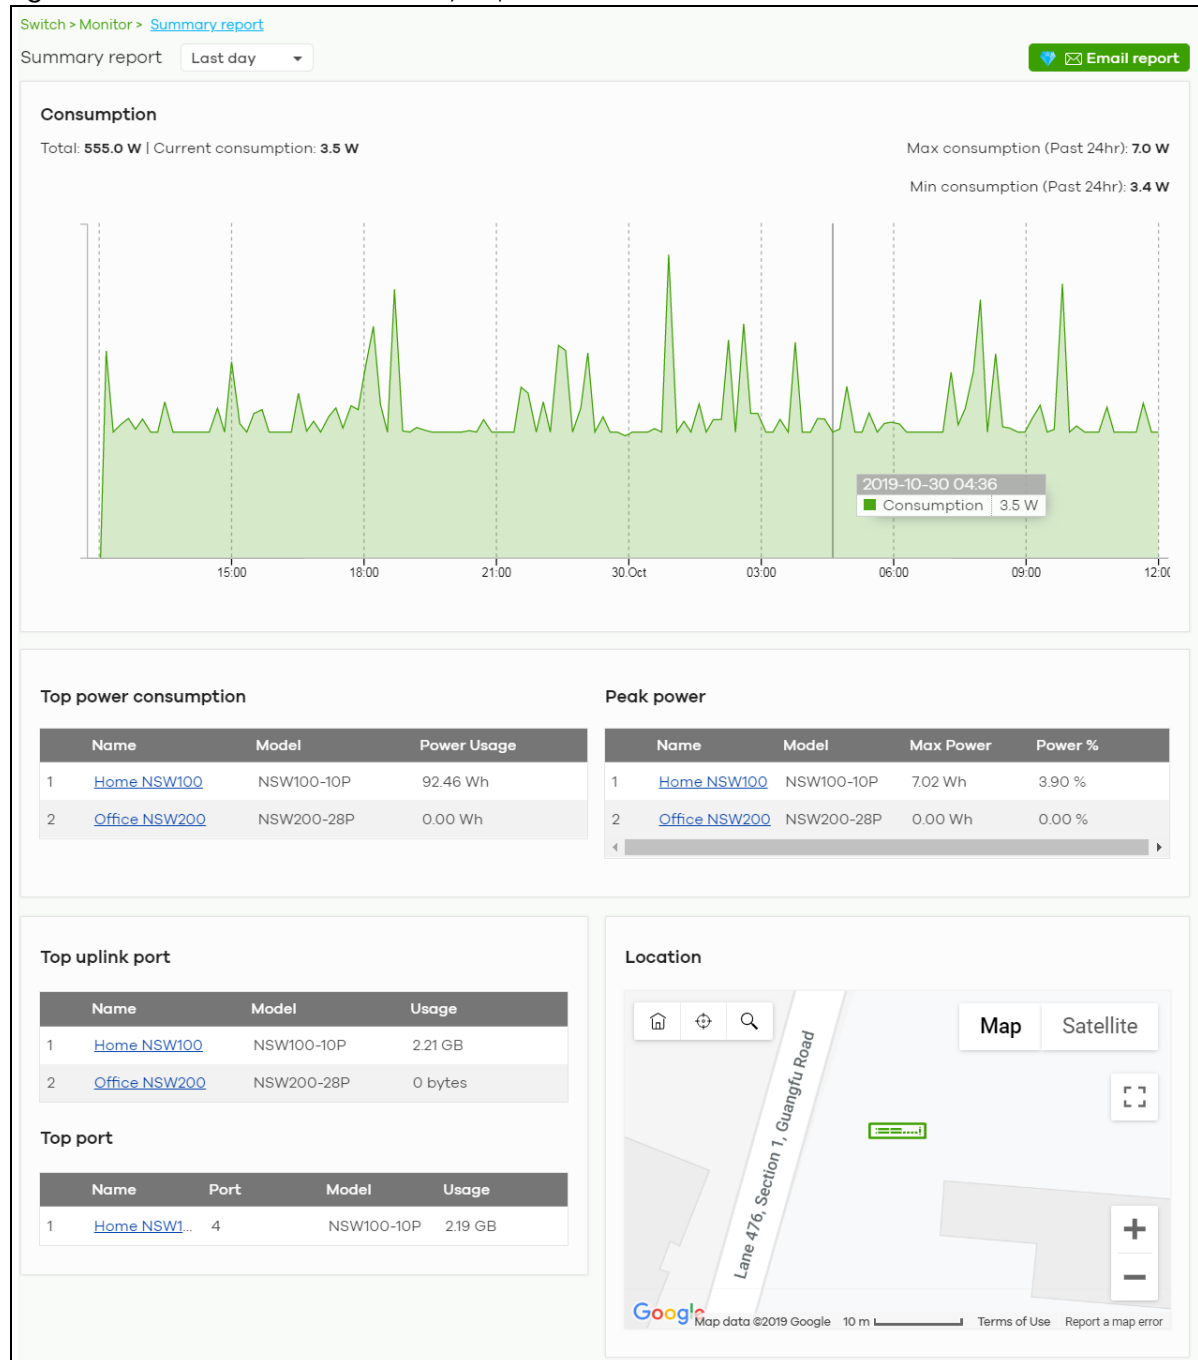 Switch > Monitor > Summary report
Summary report Last day Email report
Consumption
Total: 555.0 W | Current consumption: 3.5 W
Max consumption (Past 24hr): 7.0 W
Min consumption (Past 24hr): 3.4 W
2019-10-30 04:36
Consumption 3.5 W
15:00 18:00 21:00 30.Oct 03:00 06:00 09:00 12:00
Top power consumption
Name Model Power Usage
1 Home NSW100 NSW100-10P 92.46 Wh
2 Office NSW200 NSW200-28P 0.00 Wh
Peak power
Name Model Max Power Power %
1 Home NSW100 NSW100-10P 7.02 Wh 3.90 %
2 Office NSW200 NSW200-28P 0.00 Wh 0.00 %
Top uplink port
Name Model Usage
1 Home NSW100 NSW100-10P 2.21 GB
2 Office NSW200 NSW200-28P 0 bytes
Top port
Name Port Model Usage
1 Home NSW1... 4 NSW100-10P 2.19 GB
Location
Map Satellite
Lane 476, Section 1, Guangfu Road
Google
Map data ©2019 Google 10 m Terms of Use Report a map error